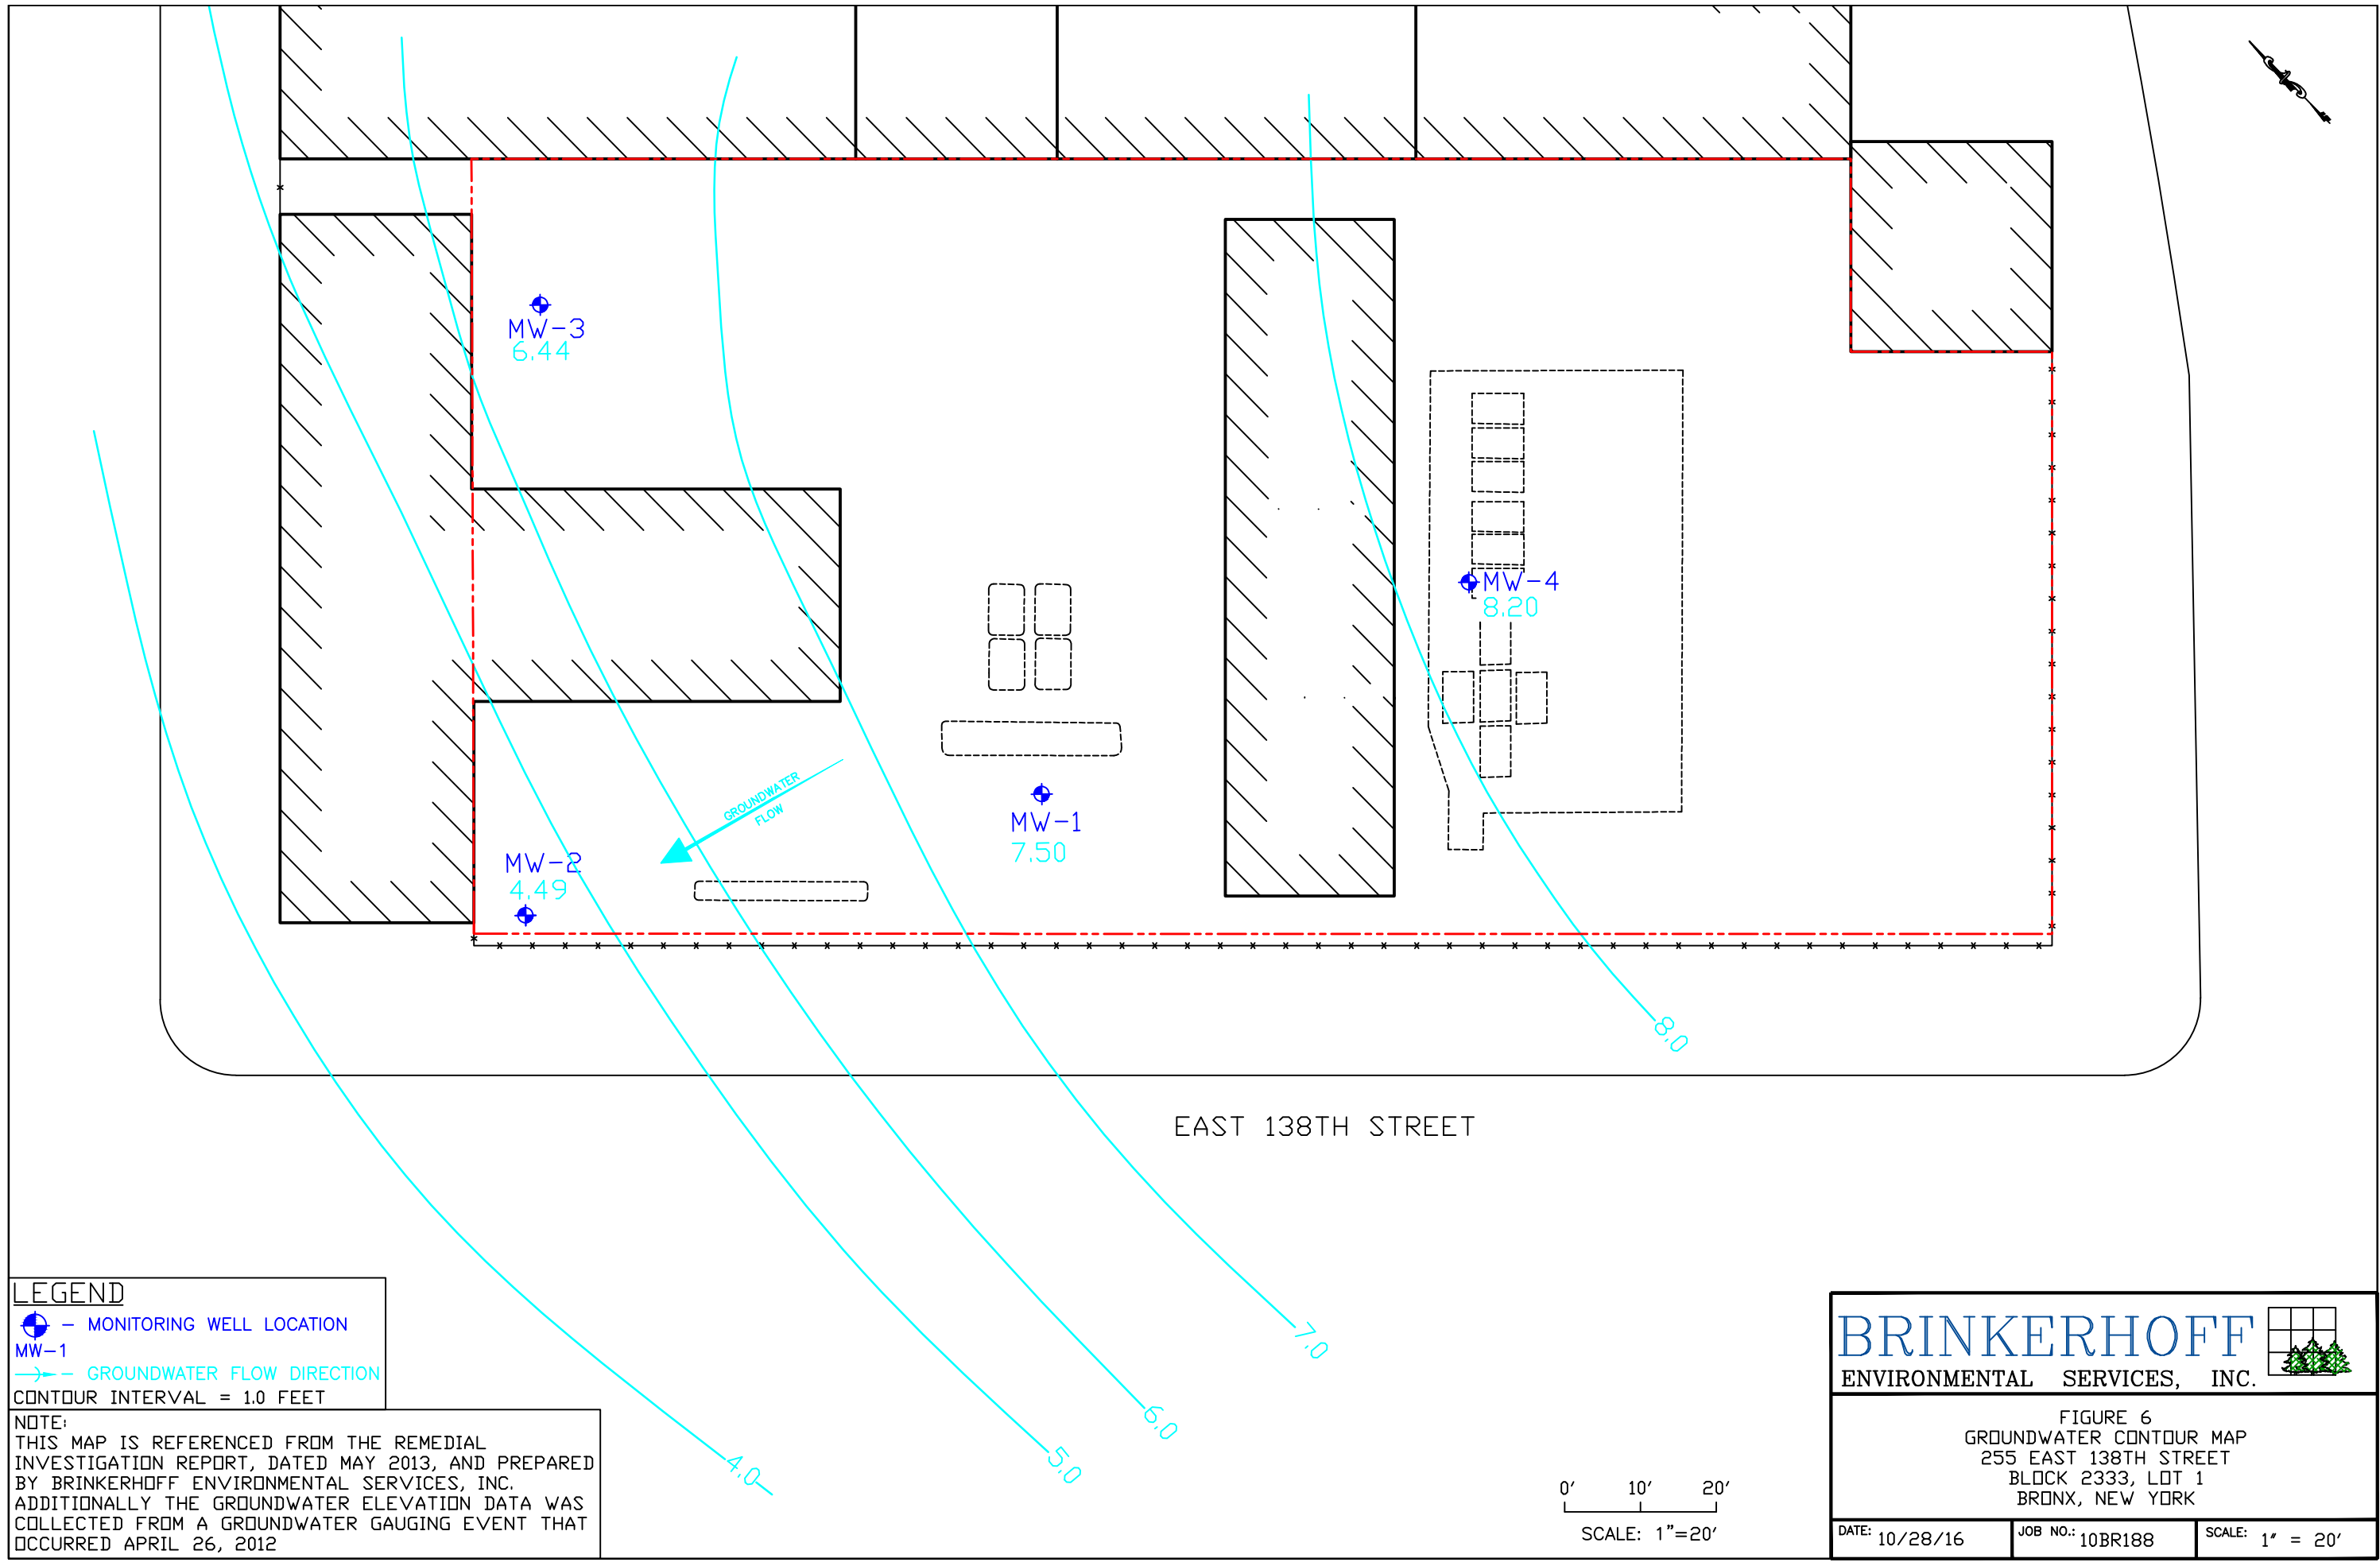 MW-3
6.44
MW-4
8.20
GROUNDWATER
FLOW
MW-1
7.50
MW-2
4.49
8.0
EAST 138TH STREET
7.0
6.0
5.0
4.0
LEGEND
- MONITORING WELL LOCATION
MW-1
- GROUNDWATER FLOW DIRECTION
CONTOUR INTERVAL = 1.0 FEET
NOTE:
THIS MAP IS REFERENCED FROM THE REMEDIAL
INVESTIGATION REPORT, DATED MAY 2013, AND PREPARED
BY BRINKERHOFF ENVIRONMENTAL SERVICES, INC.
ADDITIONALLY THE GROUNDWATER ELEVATION DATA WAS
COLLECTED FROM A GROUNDWATER GAUGING EVENT THAT
OCCURRED APRIL 26, 2012
0' 10' 20'
SCALE: 1"=20'
BRINKERHOFF
ENVIRONMENTAL SERVICES, INC.
FIGURE 6
GROUNDWATER CONTOUR MAP
255 EAST 138TH STREET
BLOCK 2333, LOT 1
BRONX, NEW YORK
DATE: 10/28/16 JOB NO.: 10BR188 SCALE: 1" = 20'